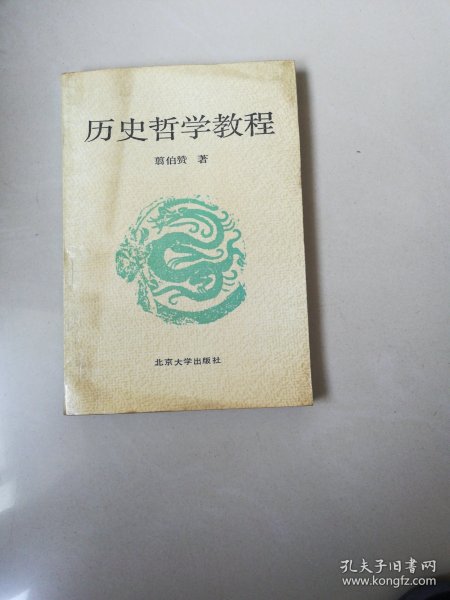 历史哲学教程
翦伯赞 著
北京大学出版社
孔夫子旧书网
www.kongfz.com